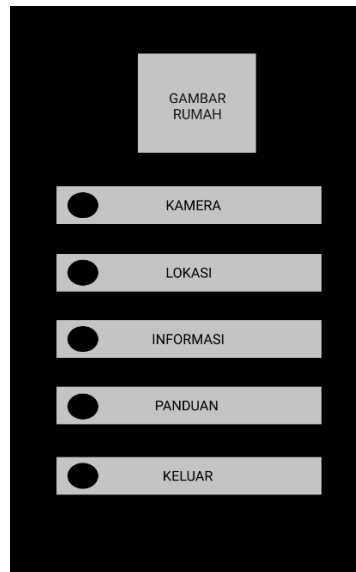 GAMBAR
RUMAH
KAMERA
LOKASI
INFORMASI
PANDUAN
KELUAR